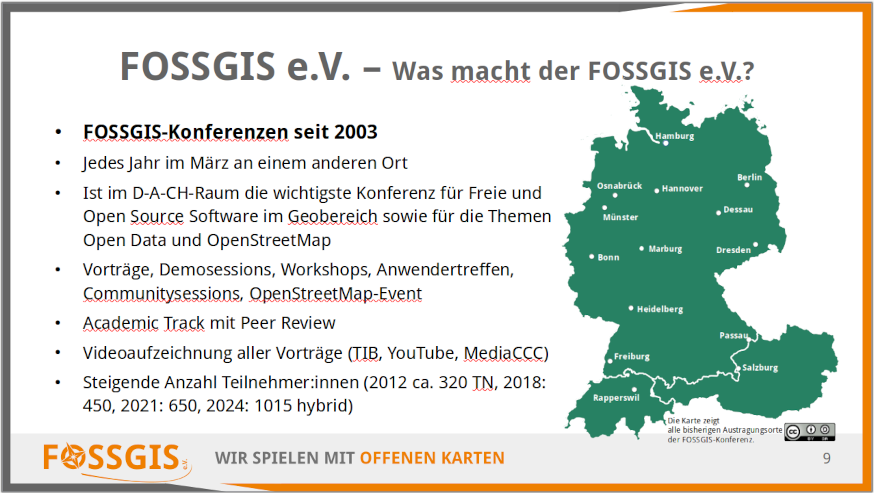 FOSSGIS e.V. – Was macht der FOSSGIS e.V.?
• FOSSGIS-Konferenzen seit 2003
• Jedes Jahr im März an einem anderen Ort
• Ist im D-A-CH-Raum die wichtigste Konferenz für Freie und
Open Source Software im Geobereich sowie für die Themen
Open Data und OpenStreetMap
• Vorträge, Demosessions, Workshops, Anwendertreffen,
Communitysessions, OpenStreetMap-Event
• Academic Track mit Peer Review
• Videoaufzeichnung aller Vorträge (TIB, YouTube, MediaCCC)
• Steigende Anzahl Teilnehmer:innen (2012 ca. 320 TN, 2018:
450, 2021: 650, 2024: 1015 hybrid)
Hamburg
Berlin
Osnabrück
Hannover
Münster
Dessau
Marburg
Dresden
Bonn
Heidelberg
Passau
Freiburg
Salzburg
Rapperswil
Die Karte zeigt
alle bisherigen Austragungsorte
der FOSSGIS-Konferenz.
CC BY SA
FOSSGIS e.V.
WIR SPIELEN MIT OFFENEN KARTEN
9